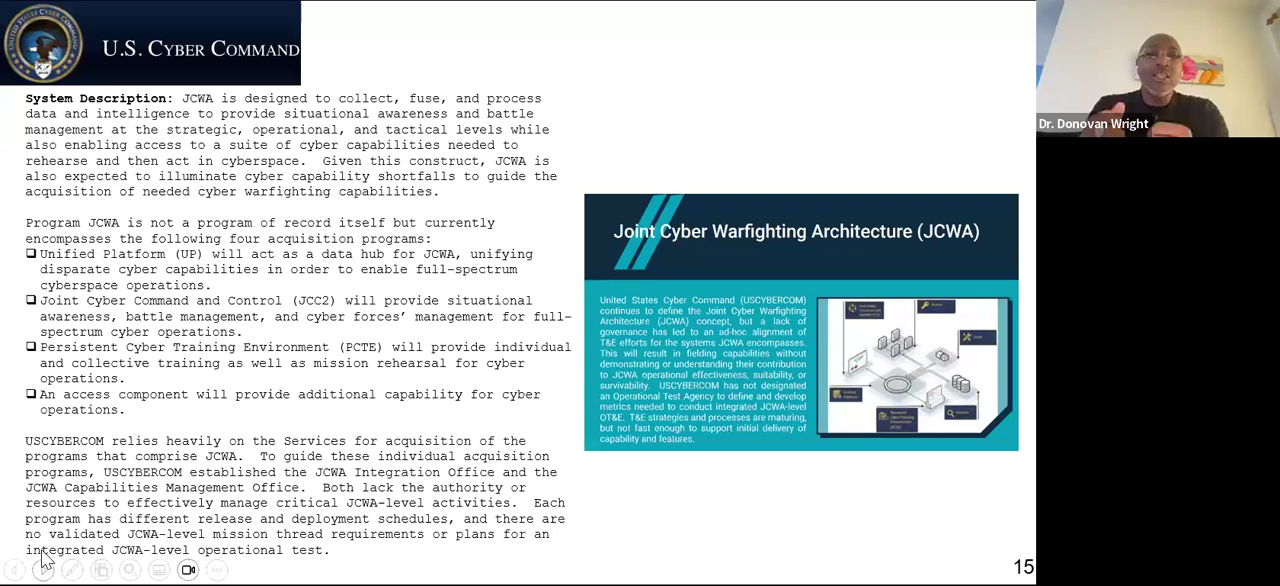 U.S. CYBER COMMAND
System Description: JCWA is designed to collect, fuse, and process
data and intelligence to provide situational awareness and battle
management at the strategic, operational, and tactical levels while
also enabling access to a suite of cyber capabilities needed to
rehearse and then act in cyberspace. Given this construct, JCWA is
also expected to illuminate cyber capability shortfalls to guide the
acquisition of needed cyber warfighting capabilities.
Program JCWA is not a program of record itself but currently
encompasses the following four acquisition programs:
❑ Unified Platform (UP) will act as a data hub for JCWA, unifying
disparate cyber capabilities in order to enable full-spectrum
cyberspace operations.
❑ Joint Cyber Command and Control (JCC2) will provide situational
awareness, battle management, and cyber forces’ management for full-
spectrum cyber operations.
❑ Persistent Cyber Training Environment (PCTE) will provide individual
and collective training as well as mission rehearsal for cyber
operations.
❑ An access component will provide additional capability for cyber
operations.
USCYBERCOM relies heavily on the Services for acquisition of the
programs that comprise JCWA. To guide these individual acquisition
programs, USCYBERCOM established the JCWA Integration Office and the
JCWA Capabilities Management Office. Both lack the authority or
resources to effectively manage critical JCWA-level activities. Each
program has different release and deployment schedules, and there are
no validated JCWA-level mission thread requirements or plans for an
integrated JCWA-level operational test.
Joint Cyber Warfighting Architecture (JCWA)
United States Cyber Command (USCYBERCOM)
continues to define the Joint Cyber Warfighting
Architecture (JCWA) concept, but a lack of
governance has led to an ad-hoc alignment of
T&E efforts for the systems JCWA encompasses.
This will result in fielding capabilities without
demonstrating or understanding their contribution
to JCWA operational effectiveness, suitability, or
survivability. USCYBERCOM has not designated
an Operational Test Agency to define and develop
metrics needed to conduct integrated JCWA-level
OT&E. T&E strategies and processes are maturing,
but not fast enough to support initial delivery of
capability and features.
15
Dr. Donovan Wright